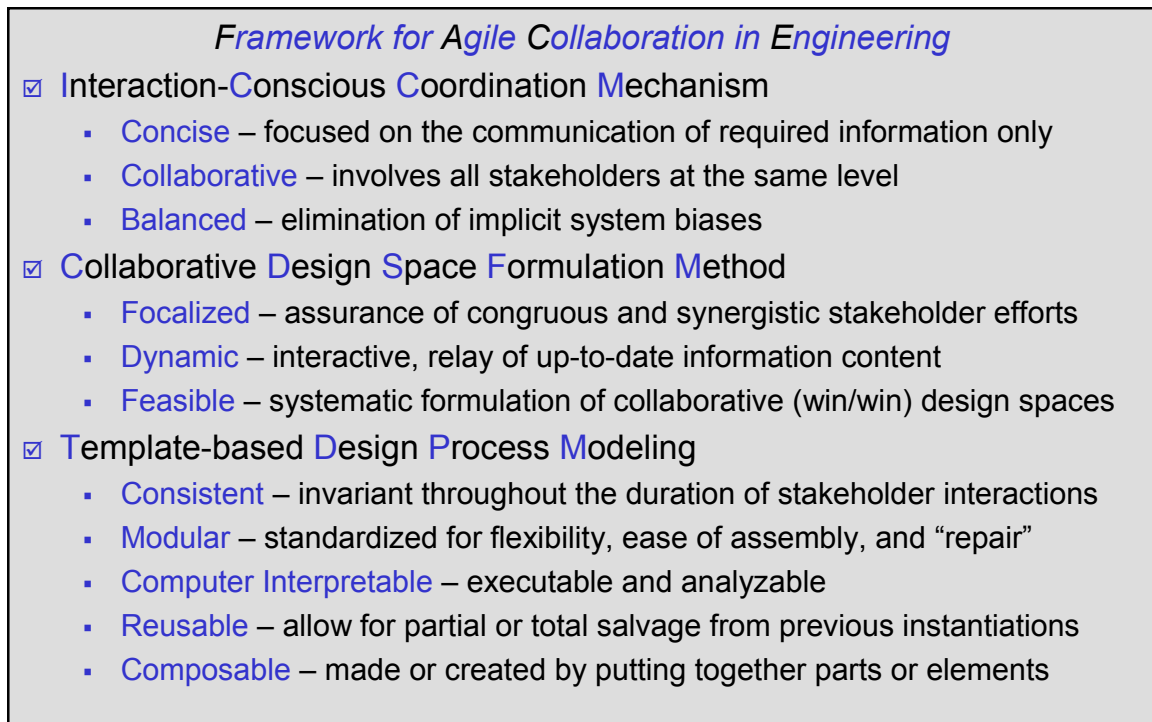 Framework for Agile Collaboration in Engineering
☑ Interaction-Conscious Coordination Mechanism
▪ Concise – focused on the communication of required information only
▪ Collaborative – involves all stakeholders at the same level
▪ Balanced – elimination of implicit system biases
☑ Collaborative Design Space Formulation Method
▪ Focalized – assurance of congruous and synergistic stakeholder efforts
▪ Dynamic – interactive, relay of up-to-date information content
▪ Feasible – systematic formulation of collaborative (win/win) design spaces
☑ Template-based Design Process Modeling
▪ Consistent – invariant throughout the duration of stakeholder interactions
▪ Modular – standardized for flexibility, ease of assembly, and “repair”
▪ Computer Interpretable – executable and analyzable
▪ Reusable – allow for partial or total salvage from previous instantiations
▪ Composable – made or created by putting together parts or elements